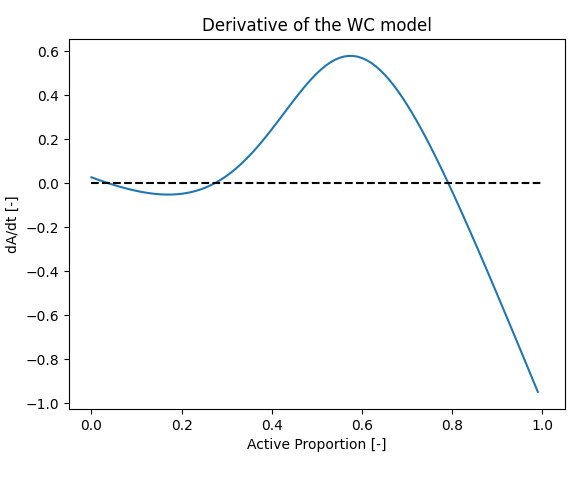 Derivative of the WC model
0.6
0.4
0.2
0.0
−0.2
−0.4
−0.6
−0.8
−1.0
dA/dt [-]
0.0 0.2 0.4 0.6 0.8 1.0
Active Proportion [-]